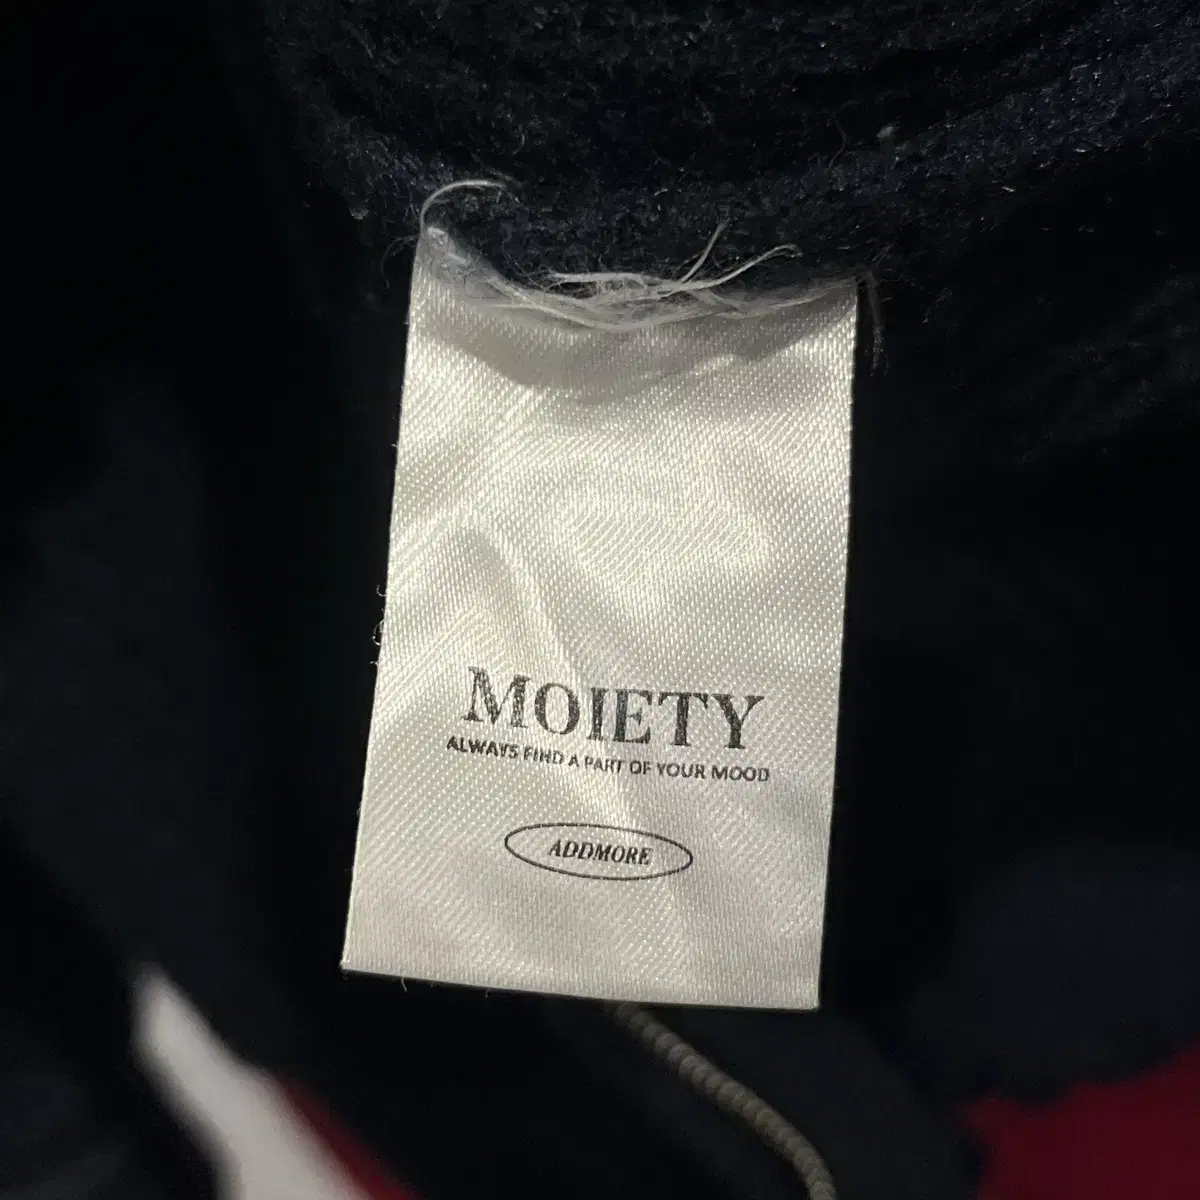 MOIETY
ALWAYS FIND A PART OF YOUR MOOD
ADDMORE